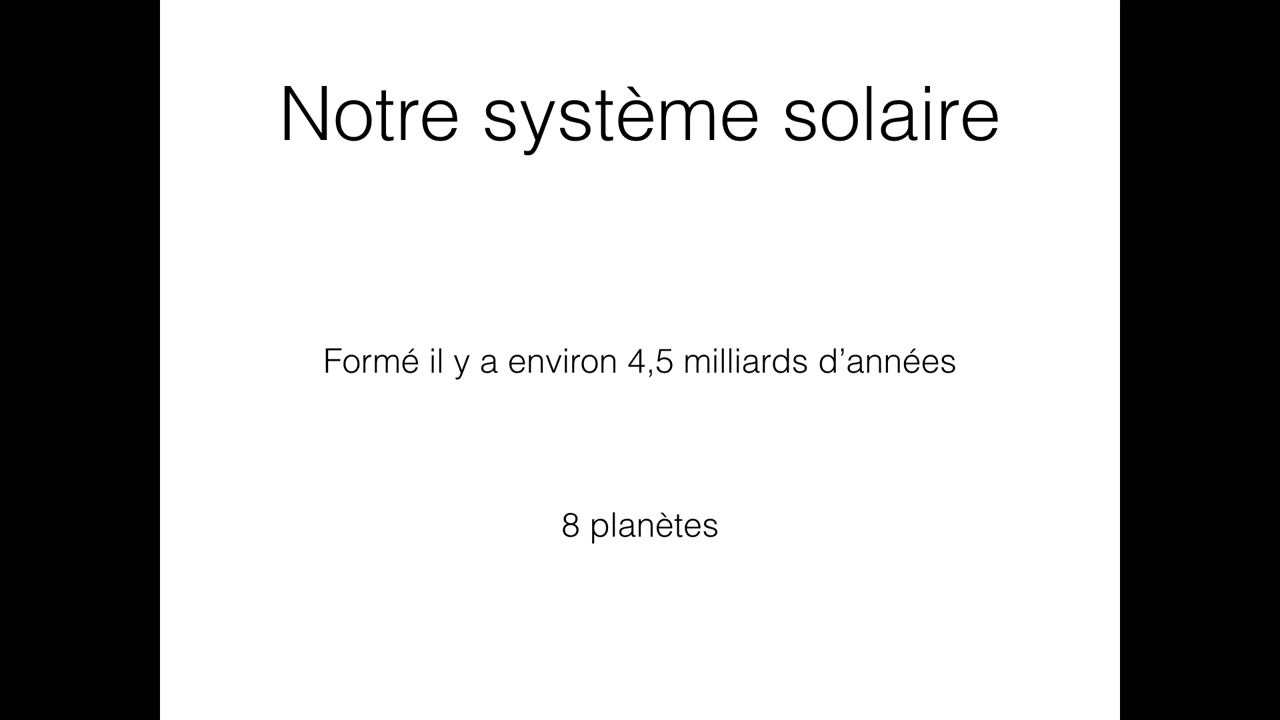 Notre système solaire
Formé il y a environ 4,5 milliards d’années
8 planètes